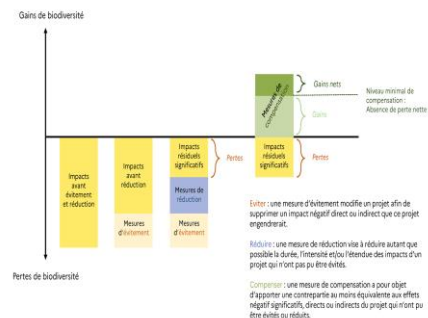 Gains de biodiversité
Mesures de
compensation
Gains nets
Gains
Niveau minimal de
compensation :
Absence de perte nette
Impacts
avant
évitement
et réduction
Impacts
avant
réduction
Mesures
d'évitement
Impacts
résiduels
significatifs
Mesures de
réduction
Mesures
d'évitement
Pertes
Impacts
résiduels
significatifs
Pertes
Pertes de biodiversité
Eviter : une mesure d'évitement modifie un projet afin de
supprimer un impact négatif direct ou indirect que ce projet
engendrerait.
Réduire : une mesure de réduction vise à réduire autant que
possible la durée, l'intensité et/ou l'étendue des impacts d'un
projet qui n'ont pas pu être évités.
Compenser : une mesure de compensation a pour objet
d'apporter une contrepartie au moins équivalente aux effets
négatif significatifs, directs ou indirects du projet qui n'ont pu
être évités ou réduits.